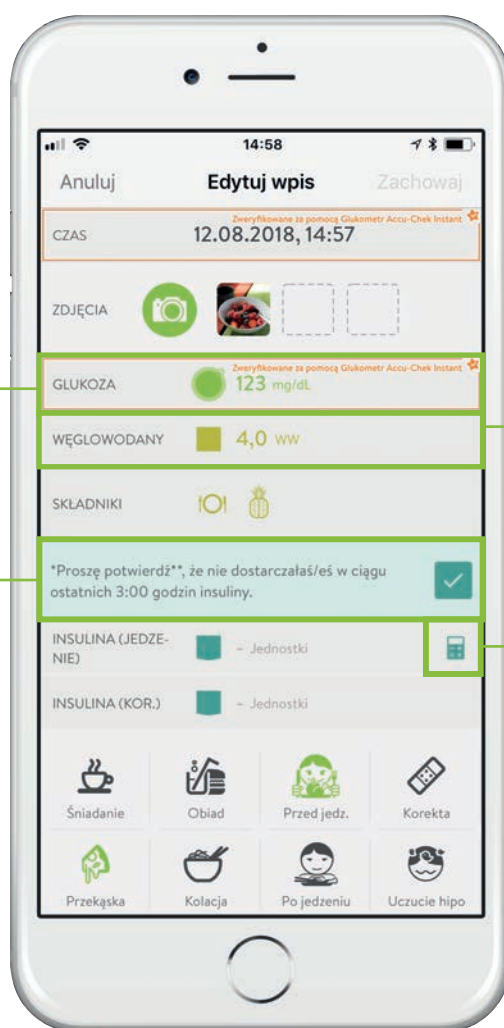 14:58
Anuluj Edytuj wpis Zachowaj
Zweryfikowane za pomocą Glukometr Accu-Chek Instant
CZAS 12.08.2018, 14:57
ZDJĘCIA
Zweryfikowane za pomocą Glukometr Accu-Chek Instant
GLUKOZA 123 mg/dL
WĘGLOWODANY 4,0 WW
SKŁADNIKI
*Proszę potwierdź**, że nie dostarczałaś/eś w ciągu
ostatnich 3:00 godzin insuliny.
INSULINA (JEDZE-
NIE) - Jednostki
INSULINA (KOR.) - Jednostki
Śniadanie Obiad Przed jedz. Korekta
Przekąska Kolacja Po jedzeniu Uczucie hipo